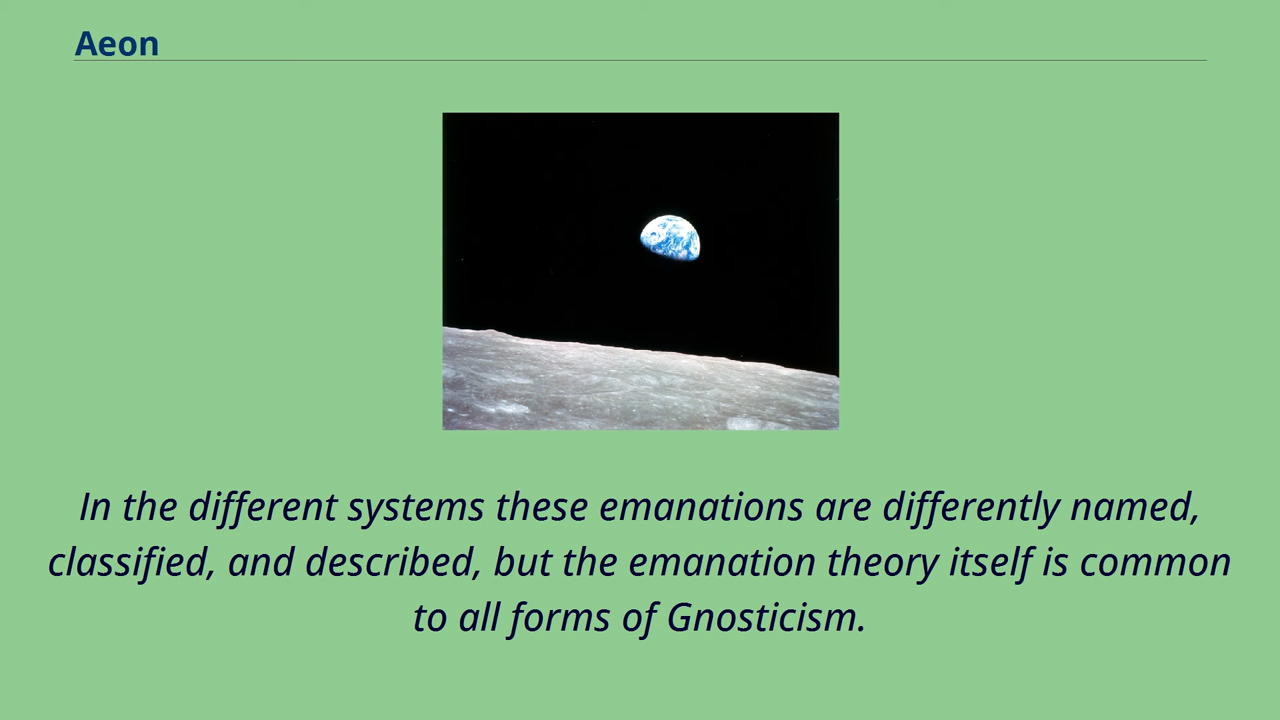 Aeon
In the different systems these emanations are differently named,
classified, and described, but the emanation theory itself is common
to all forms of Gnosticism.